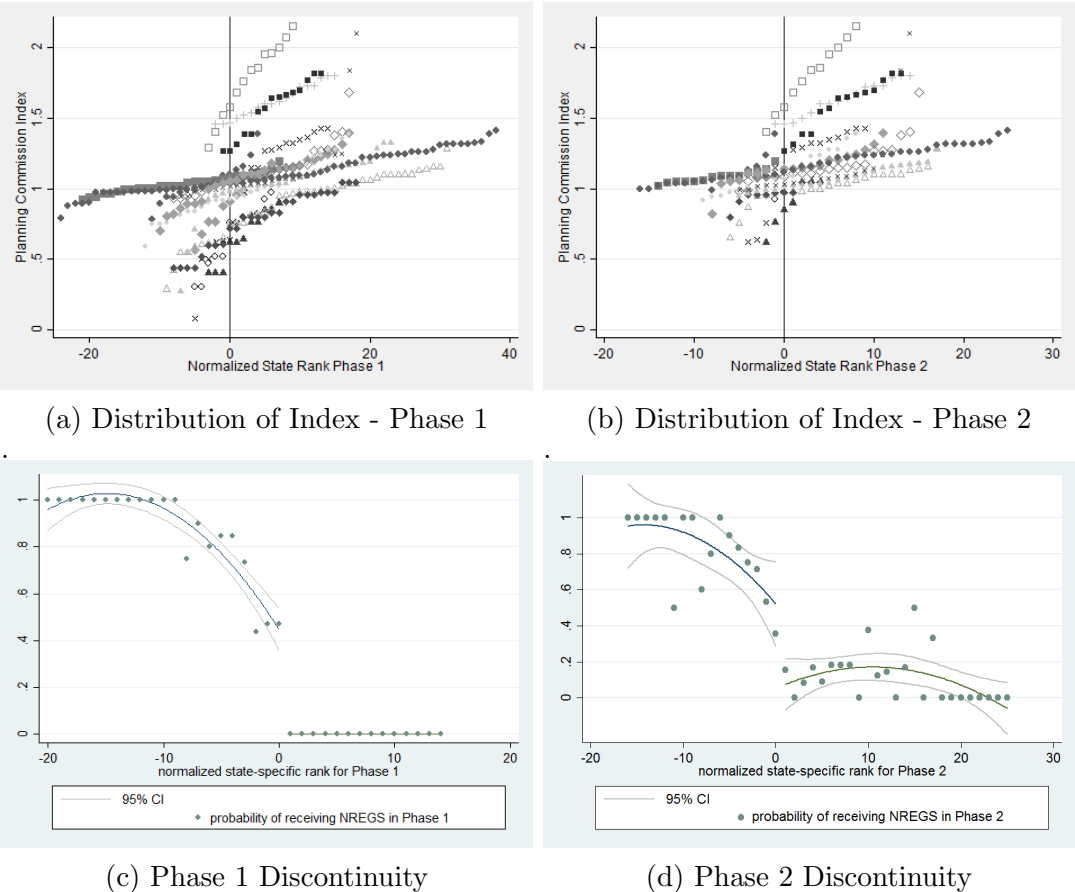 Planning Commission Index
0 .5 1 1.5 2
-20 0 20 40
Normalized State Rank Phase 1
Planning Commission Index
0 .5 1 1.5 2
-20 -10 0 10 20 30
Normalized State Rank Phase 2
(a) Distribution of Index - Phase 1
(b) Distribution of Index - Phase 2
.
.
0 .2 .4 .6 .8 1
-20 -10 0 10 20
normalized state-specific rank for Phase 1
95% CI
probability of receiving NREGS in Phase 1
0 .2 .4 .6 .8 1
-20 -10 0 10 20 30
normalized state-specific rank for Phase 2
95% CI
probability of receiving NREGS in Phase 2
(c) Phase 1 Discontinuity
(d) Phase 2 Discontinuity